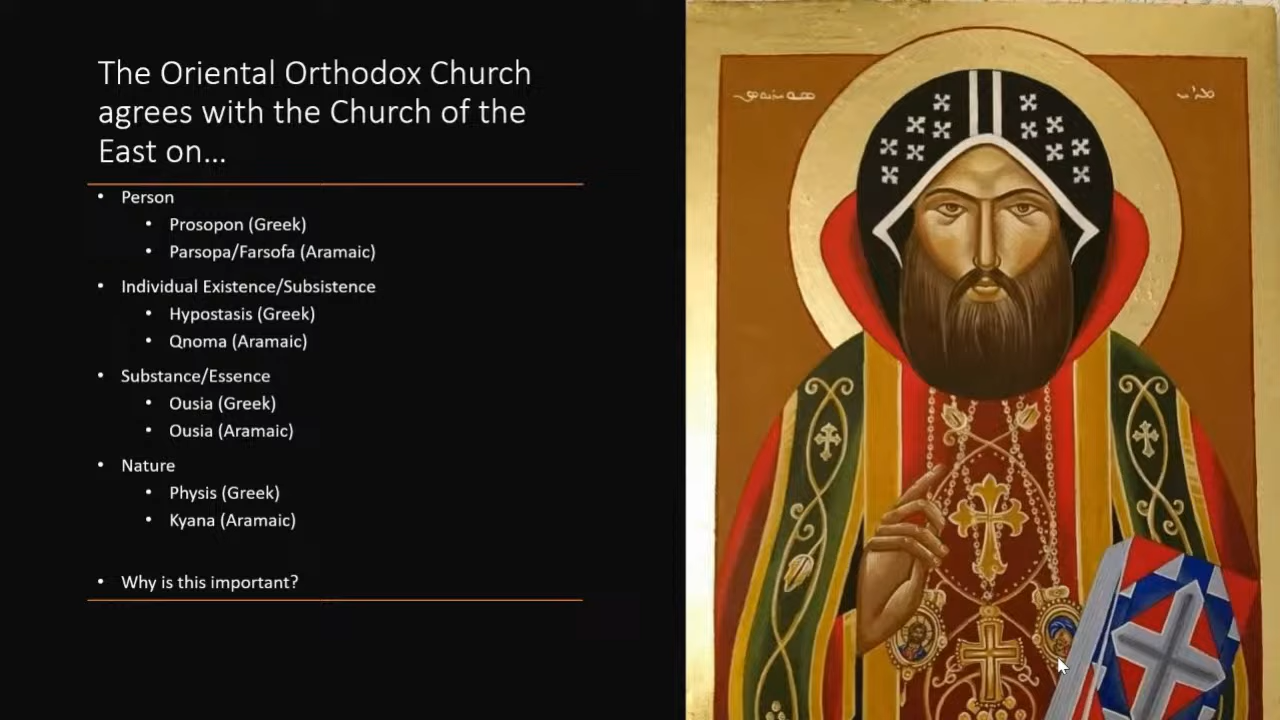 The Oriental Orthodox Church
agrees with the Church of the
East on...
• Person
• Prosopon (Greek)
• Parsopa/Farsofa (Aramaic)
• Individual Existence/Subsistence
• Hypostasis (Greek)
• Qnoma (Aramaic)
• Substance/Essence
• Ousia (Greek)
• Ousia (Aramaic)
• Nature
• Physis (Greek)
• Kyana (Aramaic)
• Why is this important?